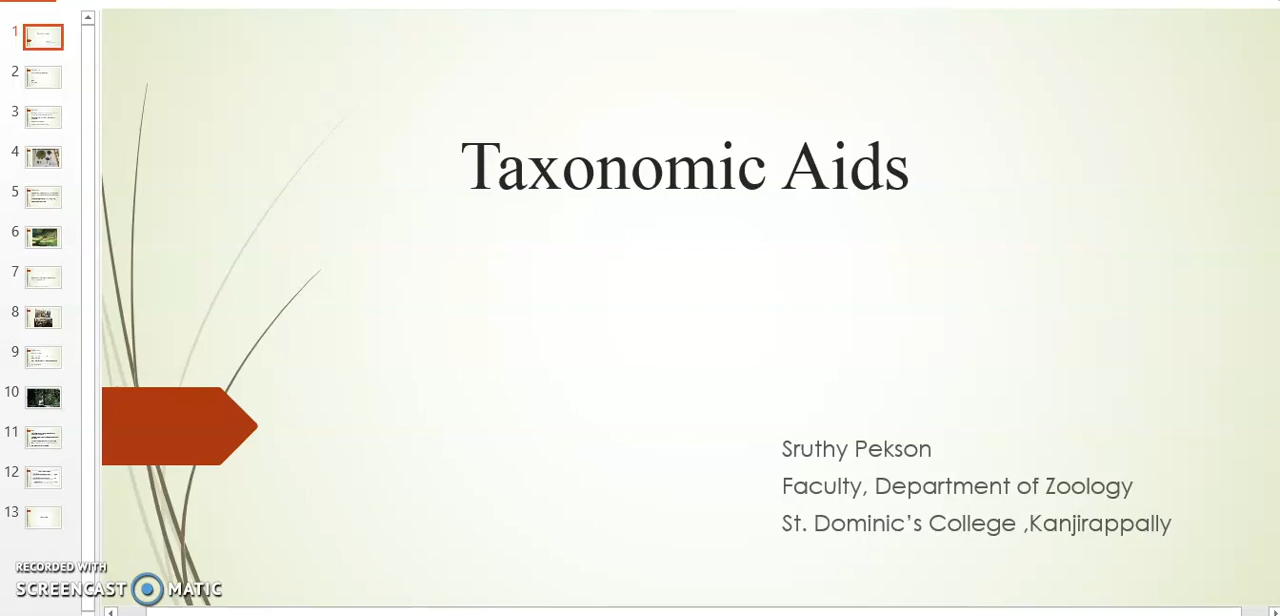 1
2
3
4
5
6
7
8
9
10
11
12
13
Taxonomic Aids
Sruthy Pekson
Faculty, Department of Zoology
St. Dominic’s College ,Kanjirappally
RECORDED WITH
SCREENCAST MATIC